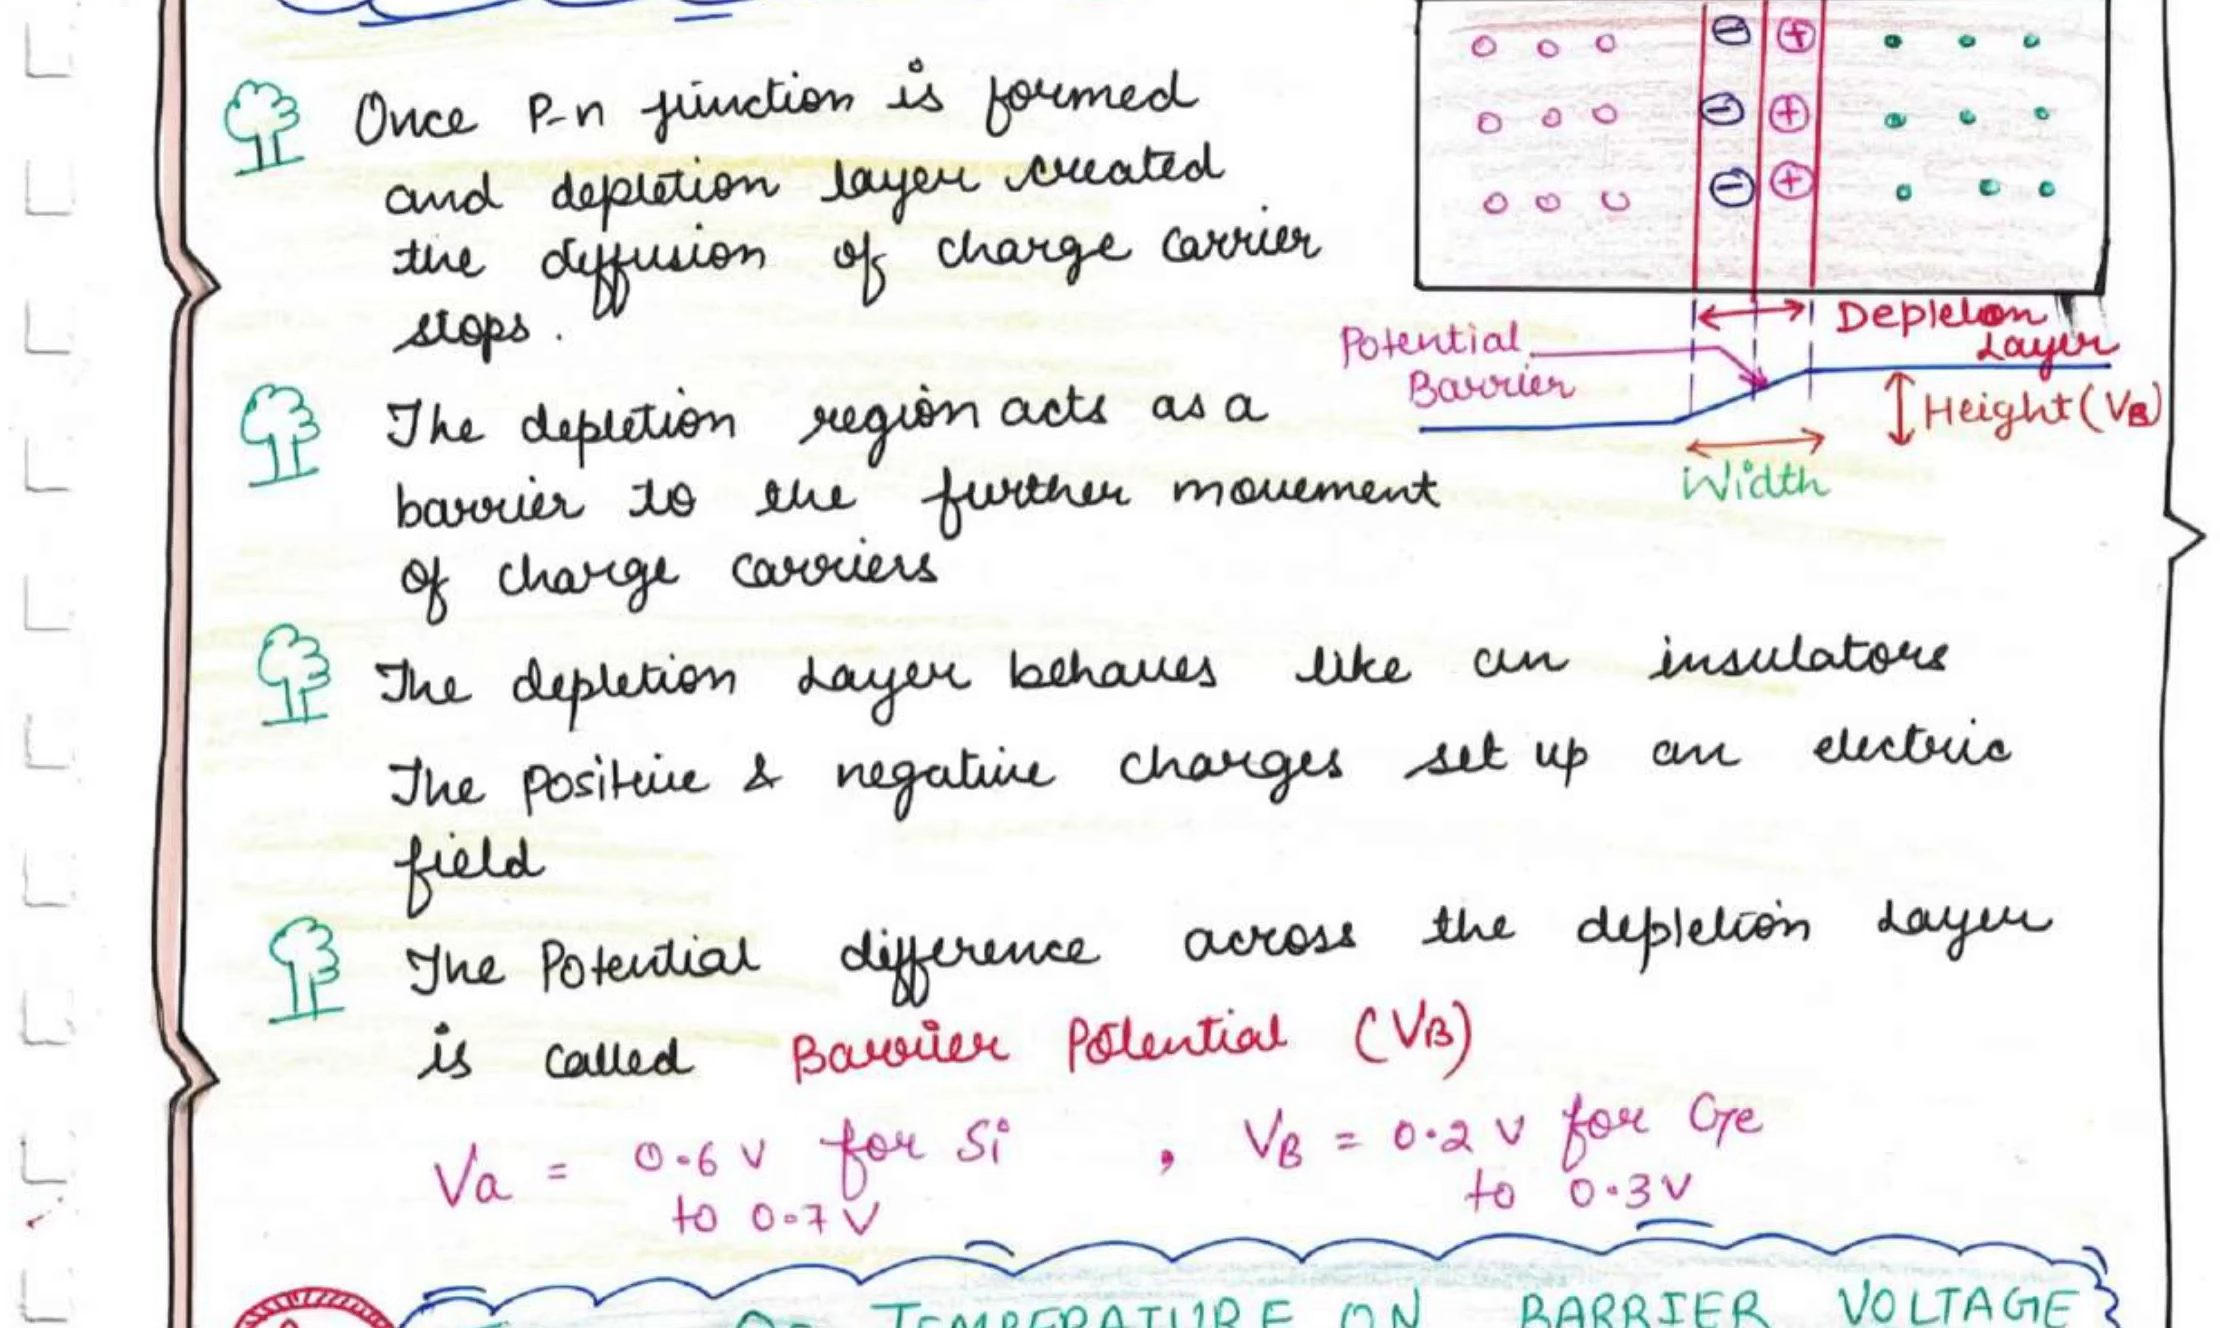 Once P-n junction is formed
and depletion layer created
the diffusion of charge carrier
stops.
Depletion
Layer
Potential
Barrier
Height (VB)
Width
The depletion region acts as a
barrier to the further movement
of charge carriers
The depletion Layer behaves like an insulators
The Positive & negative charges set up an electric
field
The Potential difference across the depletion Layer
is called Barrier Potential (VB)
Va = 0.6 V for Si , VB = 0.2 V for Ge
to 0.7 V to 0.3 V
TEMPERATURE ON BARRIER VOLTAGE